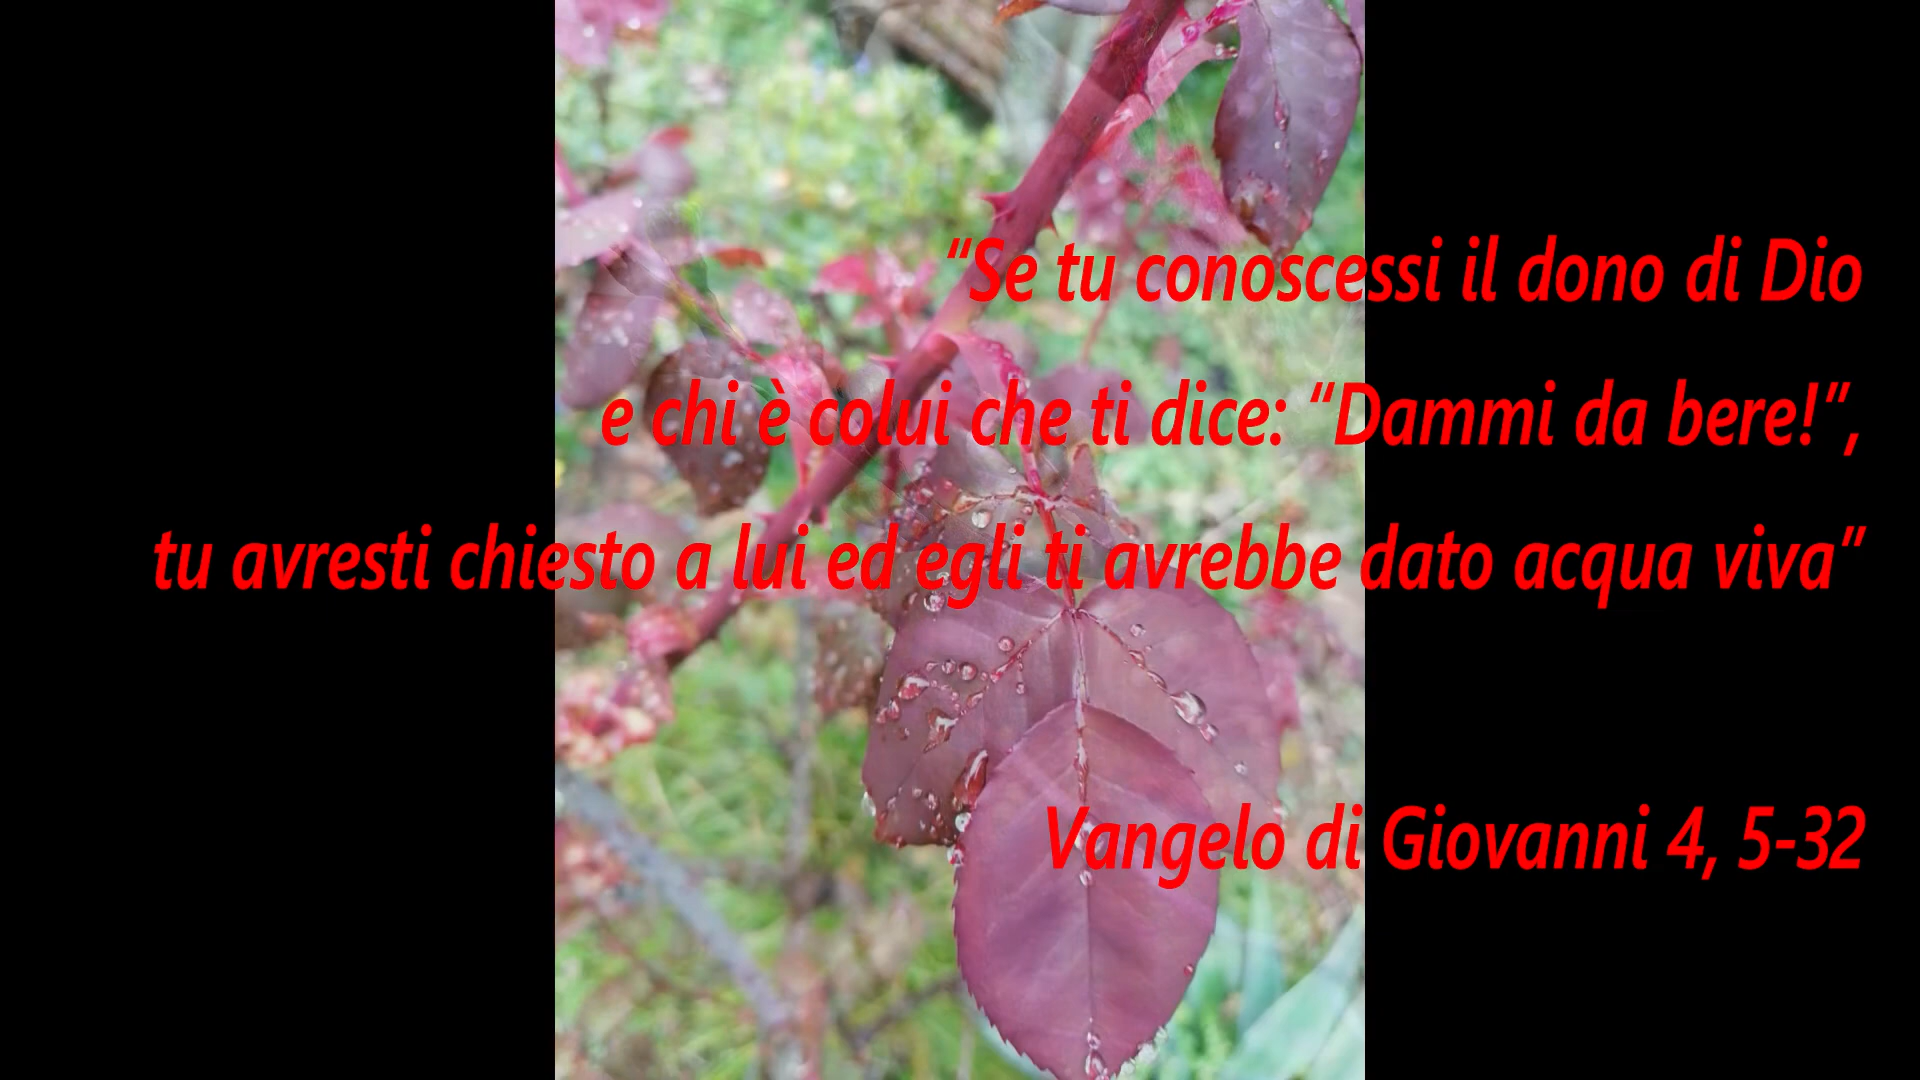 “Se tu conoscessi il dono di Dio
e chi è colui che ti dice: “Dammi da bere!”,
tu avresti chiesto a lui ed egli ti avrebbe dato acqua viva”
Vangelo di Giovanni 4, 5-32